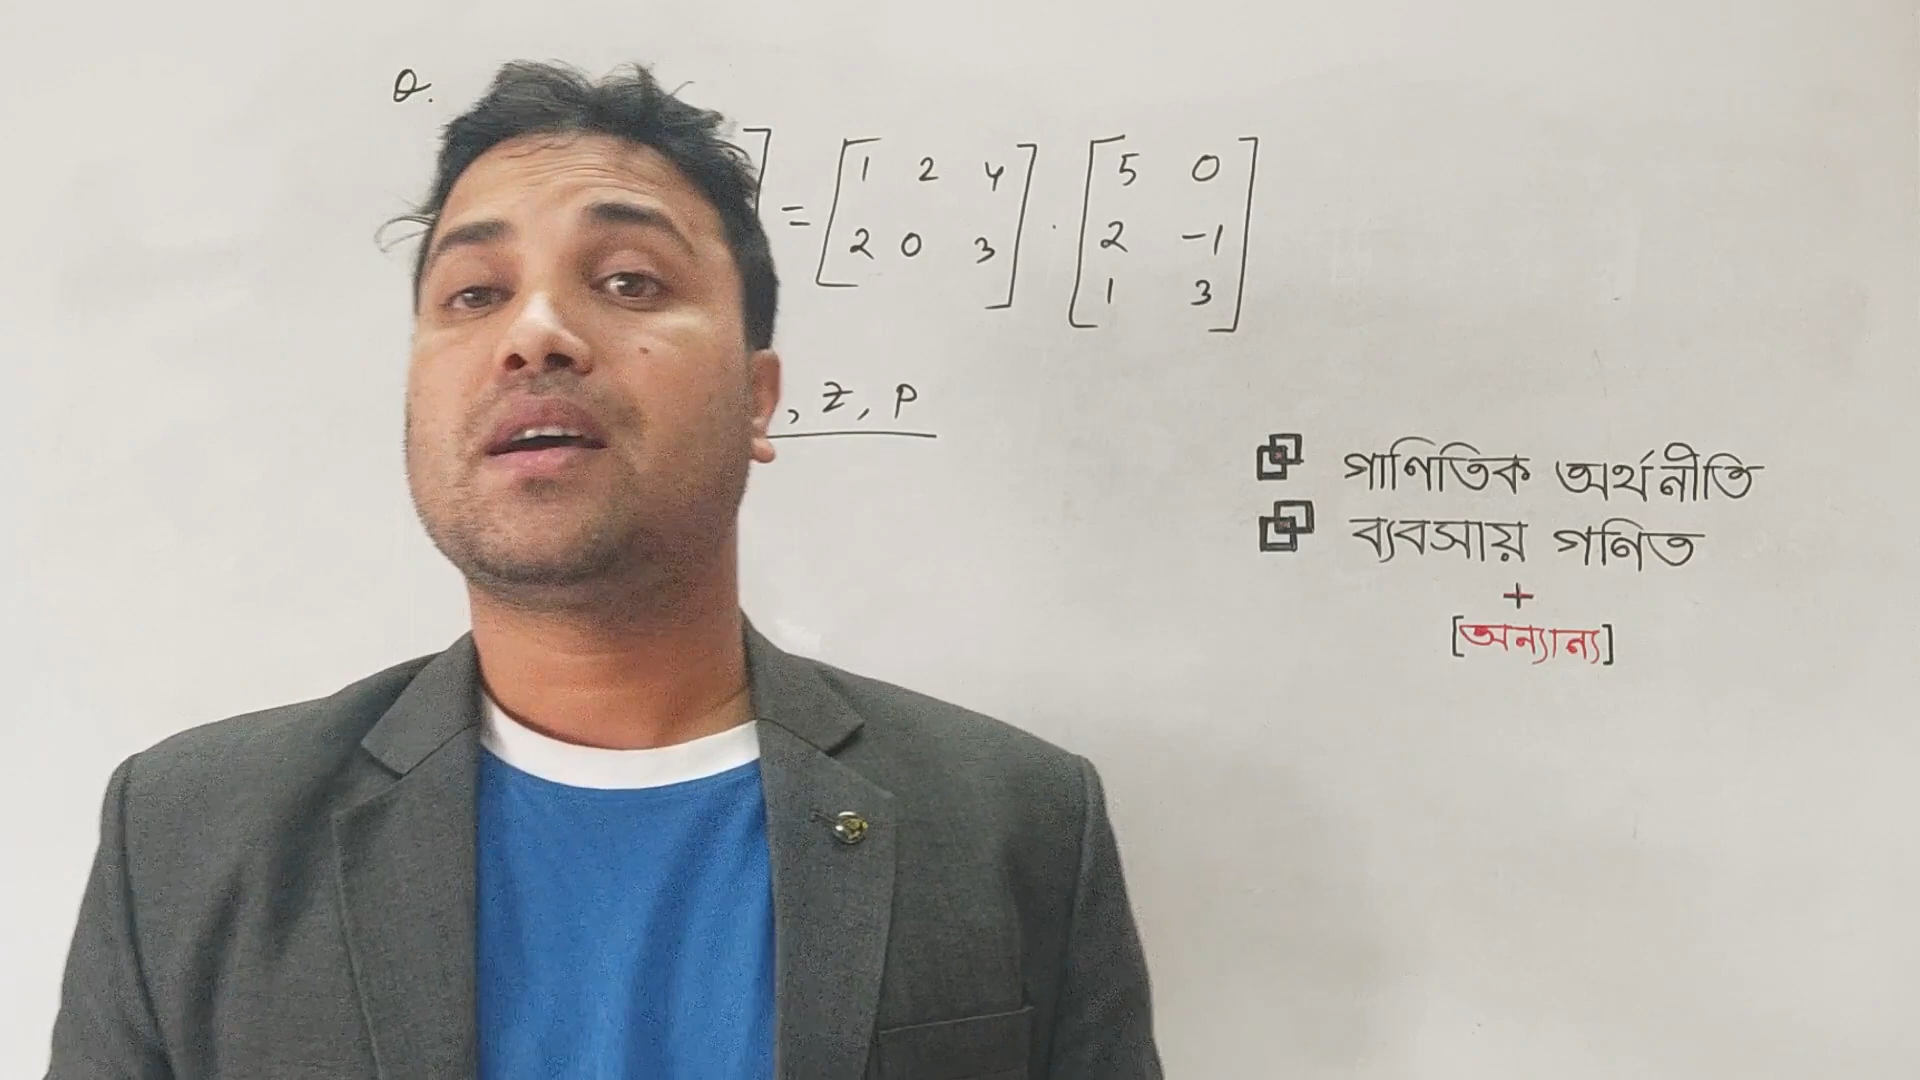 Q.
] = [ 1 2 4 ] . [ 5 0 ]
2 0 3 2 -1
1 3
, z, p
গাণিতিক অর্থনীতি
ব্যবসায় গনিত
+
[অন্যান্য]